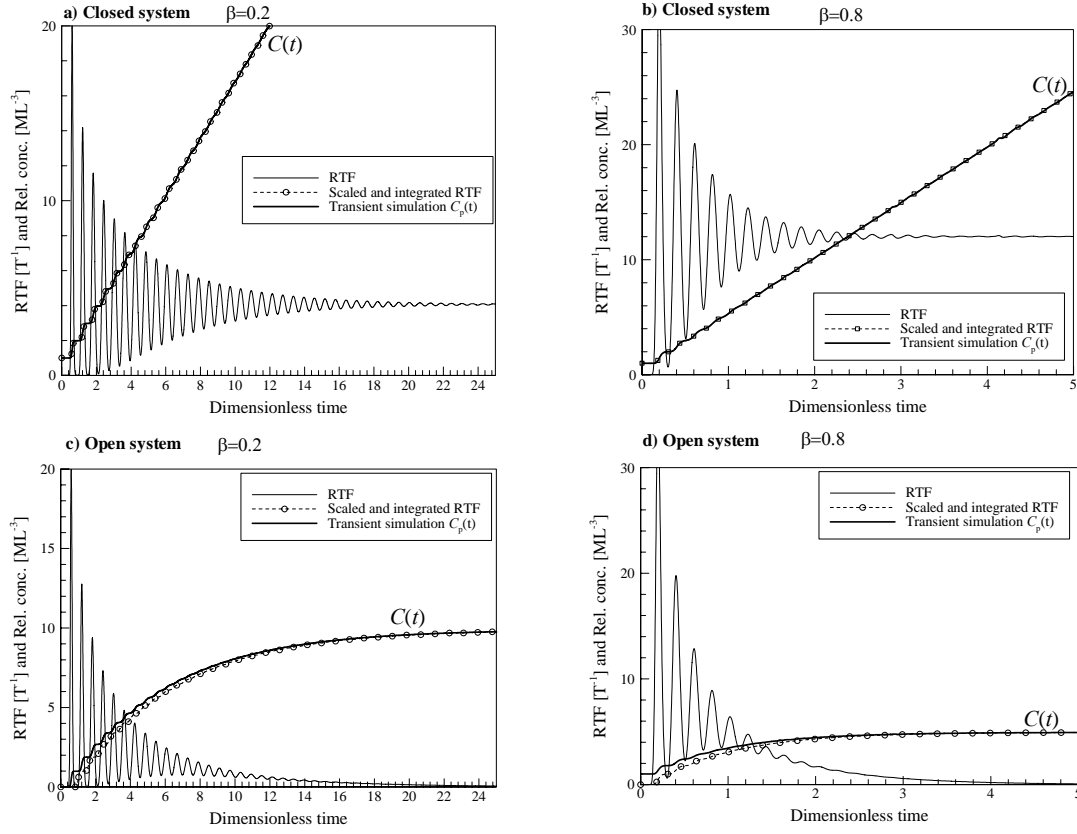 a) Closed system β=0.2
20
10
0
RTF [T⁻¹] and Rel. conc. [ML⁻³]
C(t)
RTF
Scaled and integrated RTF
Transient simulation Cₚ(t)
0 2 4 6 8 10 12 14 16 18 20 22 24
Dimensionless time
b) Closed system β=0.8
30
20
10
0
RTF [T⁻¹] and Rel. conc. [ML⁻³]
C(t)
RTF
Scaled and integrated RTF
Transient simulation Cₚ(t)
0 1 2 3 4 5
Dimensionless time
c) Open system β=0.2
20
10
0
RTF [T⁻¹] and Rel. conc. [ML⁻³]
RTF
Scaled and integrated RTF
Transient simulation Cₚ(t)
C(t)
0 2 4 6 8 10 12 14 16 18 20 22 24
Dimensionless time
d) Open system β=0.8
30
20
10
0
RTF [T⁻¹] and Rel. conc. [ML⁻³]
RTF
Scaled and integrated RTF
Transient simulation Cₚ(t)
C(t)
0 1 2 3 4 5
Dimensionless time